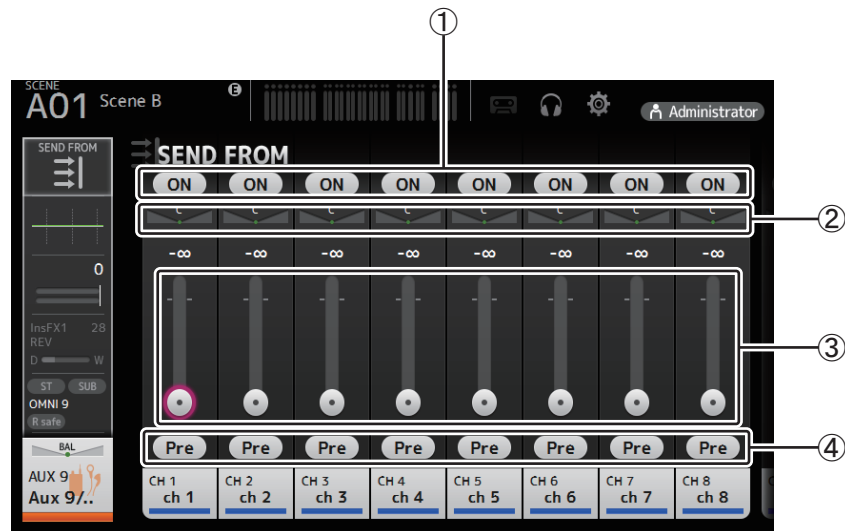 ①
SCENE
A01 Scene B
E
Administrator
SEND FROM
SEND FROM
ON ON ON ON ON ON ON ON
②
C C C C C C C C
-∞ -∞ -∞ -∞ -∞ -∞ -∞ -∞
0
InsFX1 28
REV
D W
③
ST SUB
OMNI 9
R safe
BAL
Pre Pre Pre Pre Pre Pre Pre Pre
④
AUX 9
Aux 9/..
CH 1 CH 2 CH 3 CH 4 CH 5 CH 6 CH 7 CH 8
ch 1 ch 2 ch 3 ch 4 ch 5 ch 6 ch 7 ch 8